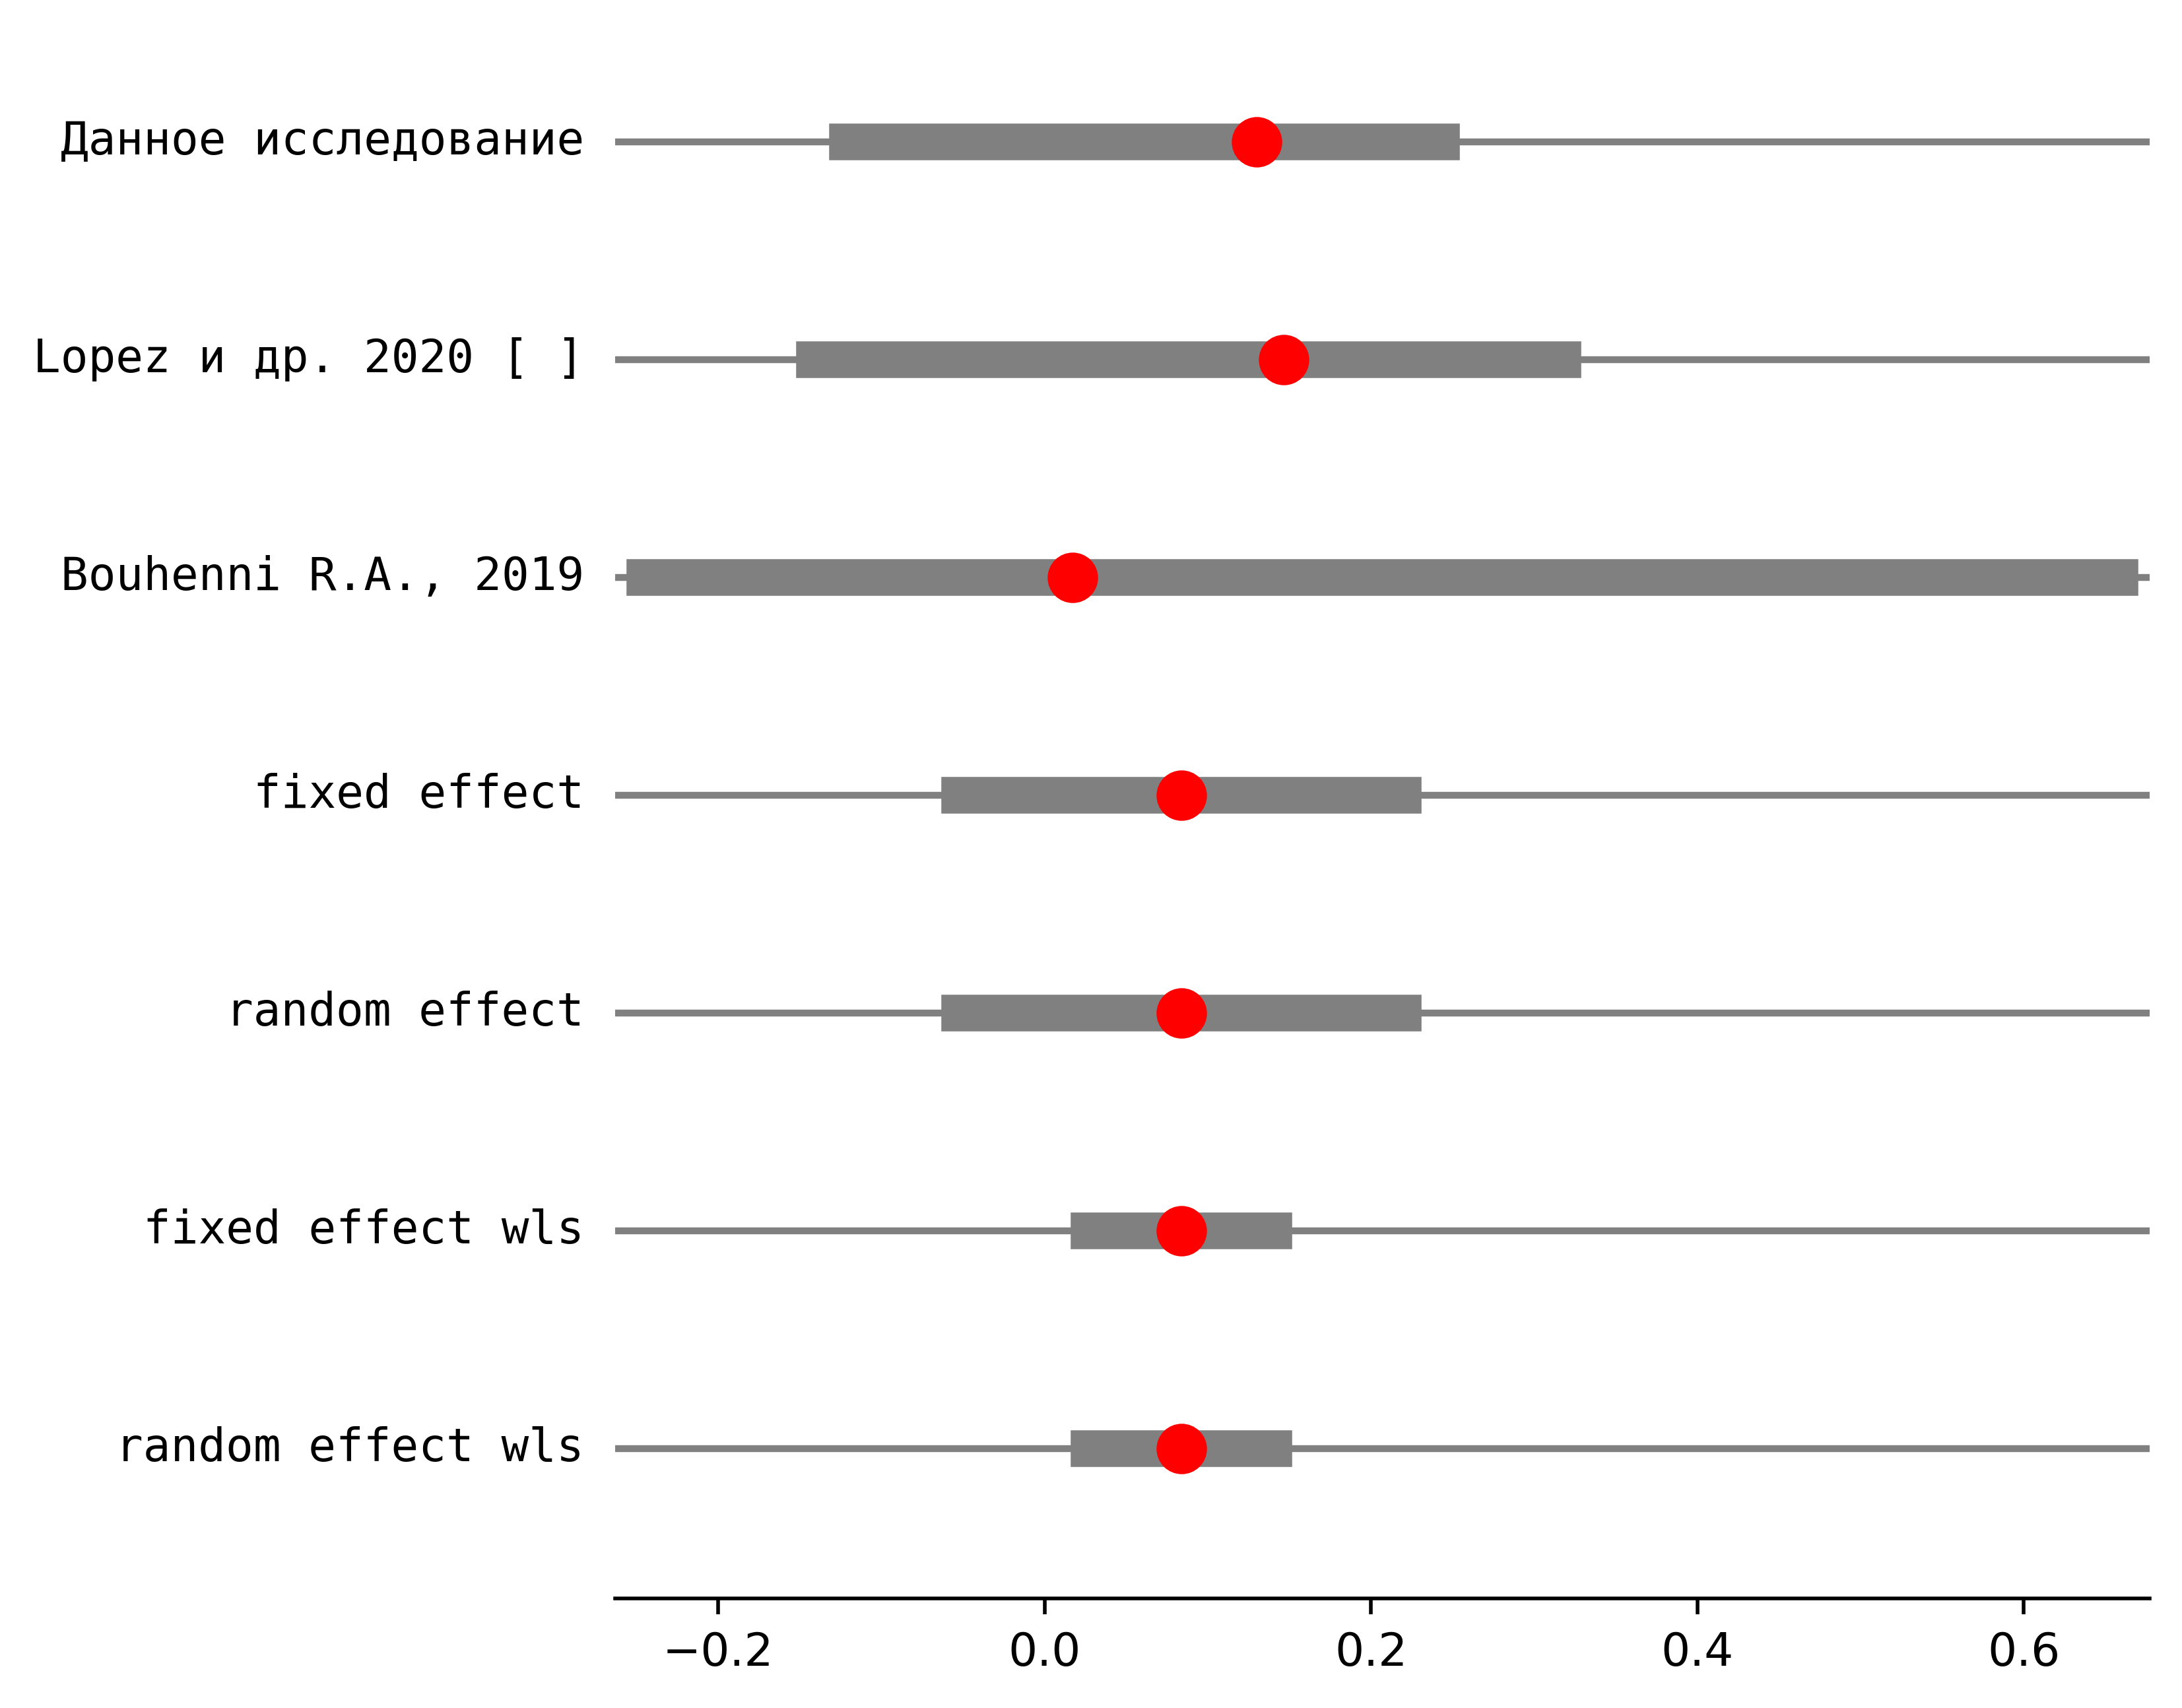 Данное исследование
Lopez и др. 2020 [ ]
Bouhenni R.A., 2019
fixed effect
random effect
fixed effect wls
random effect wls
−0.2 0.0 0.2 0.4 0.6